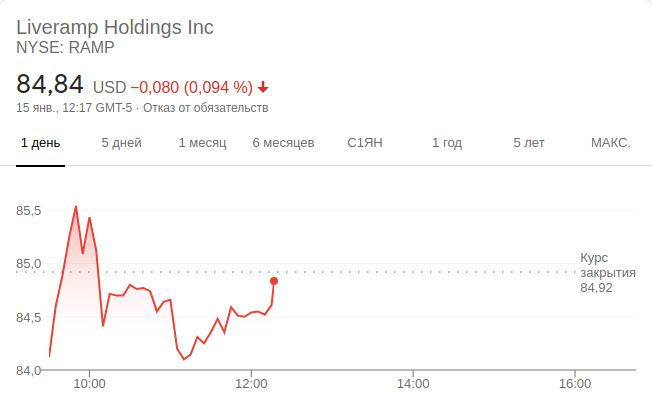 Liveramp Holdings Inc
NYSE: RAMP
84,84 USD −0,080 (0,094 %)
15 янв., 12:17 GMT-5 · Отказ от обязательств
1 день 5 дней 1 месяц 6 месяцев С1ЯН 1 год 5 лет МАКС.
85,5
85,0
84,5
84,0
Курс
закрытия
84,92
10:00 12:00 14:00 16:00